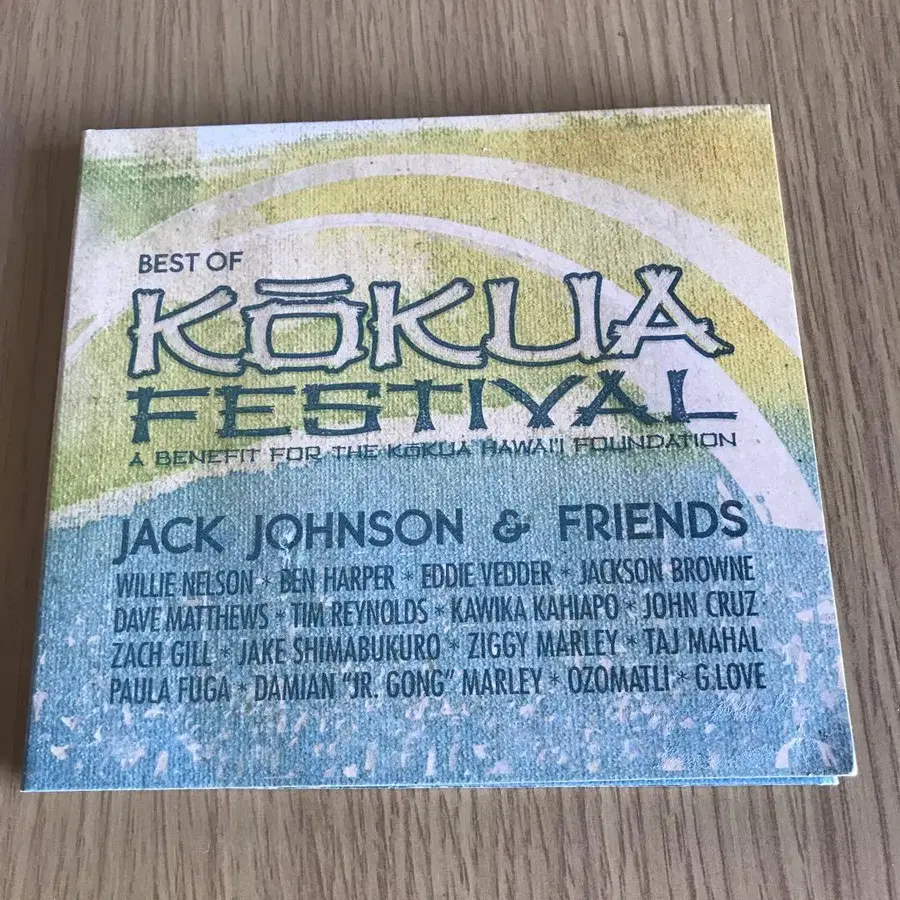 BEST OF
KŌKUA
FESTIVAL
A BENEFIT FOR THE KŌKUA HAWAI'I FOUNDATION
JACK JOHNSON & FRIENDS
WILLIE NELSON * BEN HARPER * EDDIE VEDDER * JACKSON BROWNE
DAVE MATTHEWS * TIM REYNOLDS * KAWIKA KAHIAPO * JOHN CRUZ
ZACH GILL * JAKE SHIMABUKURO * ZIGGY MARLEY * TAJ MAHAL
PAULA FUGA * DAMIAN "JR. GONG" MARLEY * OZOMATLI * G.LOVE